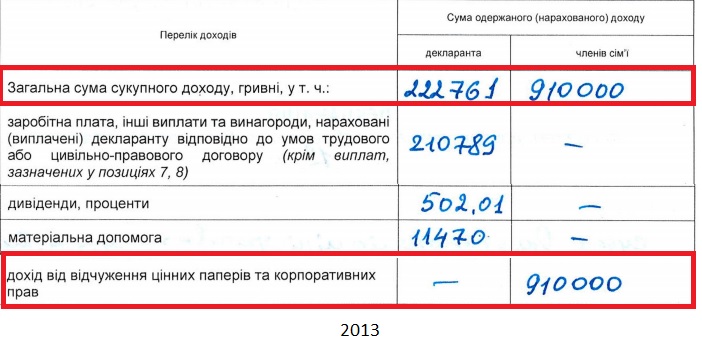 Перелік доходів
Сума одержаного (нарахованого) доходу
декларанта
членів сім’ї
Загальна сума сукупного доходу, гривні, у т. ч.: 222761 910000
заробітна плата, інші виплати та винагороди, нараховані
(виплачені) декларанту відповідно до умов трудового
або цивільно-правового договору (крім виплат,
зазначених у позиціях 7, 8)
210789 –
дивіденди, проценти 502,01 –
матеріальна допомога 11470 –
дохід від відчуження цінних паперів та корпоративних
прав
– 910000
2013